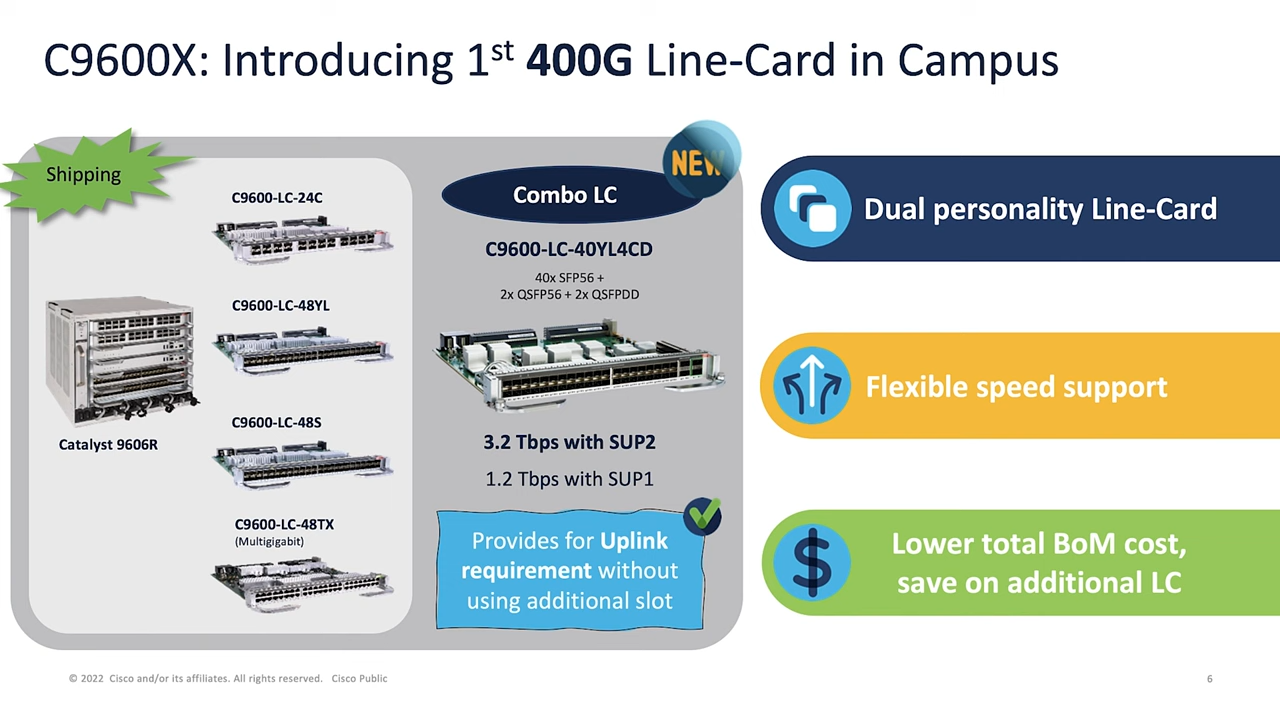 C9600X: Introducing 1st 400G Line-Card in Campus
Shipping
C9600-LC-24C
C9600-LC-48YL
C9600-LC-48S
C9600-LC-48TX
(Multigigabit)
Catalyst 9606R
NEW
Combo LC
C9600-LC-40YL4CD
40x SFP56 +
2x QSFP56 + 2x QSFPDD
3.2 Tbps with SUP2
1.2 Tbps with SUP1
Provides for Uplink
requirement without
using additional slot
Dual personality Line-Card
Flexible speed support
$
Lower total BoM cost,
save on additional LC
© 2022 Cisco and/or its affiliates. All rights reserved. Cisco Public
6